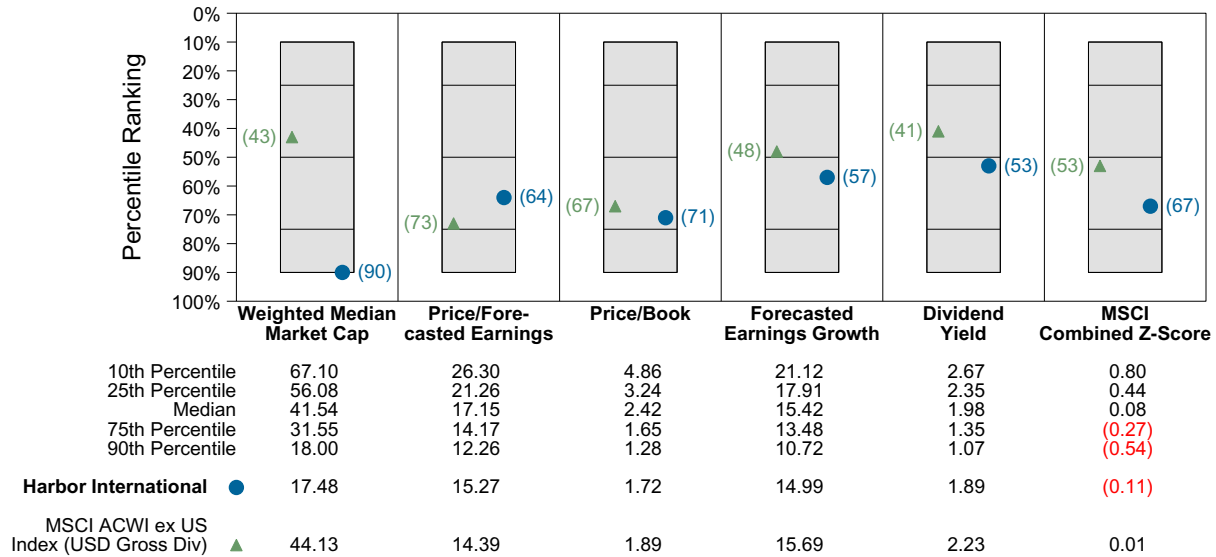 Percentile Ranking
0%
10%
20%
30%
40%
50%
60%
70%
80%
90%
100%
(43)
(90)
(73)
(64)
(67)
(71)
(48)
(57)
(41)
(53)
(53)
(67)
Weighted Median
Market Cap
Price/Fore-
casted Earnings
Price/Book
Forecasted
Earnings Growth
Dividend
Yield
MSCI
Combined Z-Score
10th Percentile 67.10 26.30 4.86 21.12 2.67 0.80
25th Percentile 56.08 21.26 3.24 17.91 2.35 0.44
Median 41.54 17.15 2.42 15.42 1.98 0.08
75th Percentile 31.55 14.17 1.65 13.48 1.35 (0.27)
90th Percentile 18.00 12.26 1.28 10.72 1.07 (0.54)
Harbor International 17.48 15.27 1.72 14.99 1.89 (0.11)
MSCI ACWI ex US
Index (USD Gross Div) 44.13 14.39 1.89 15.69 2.23 0.01